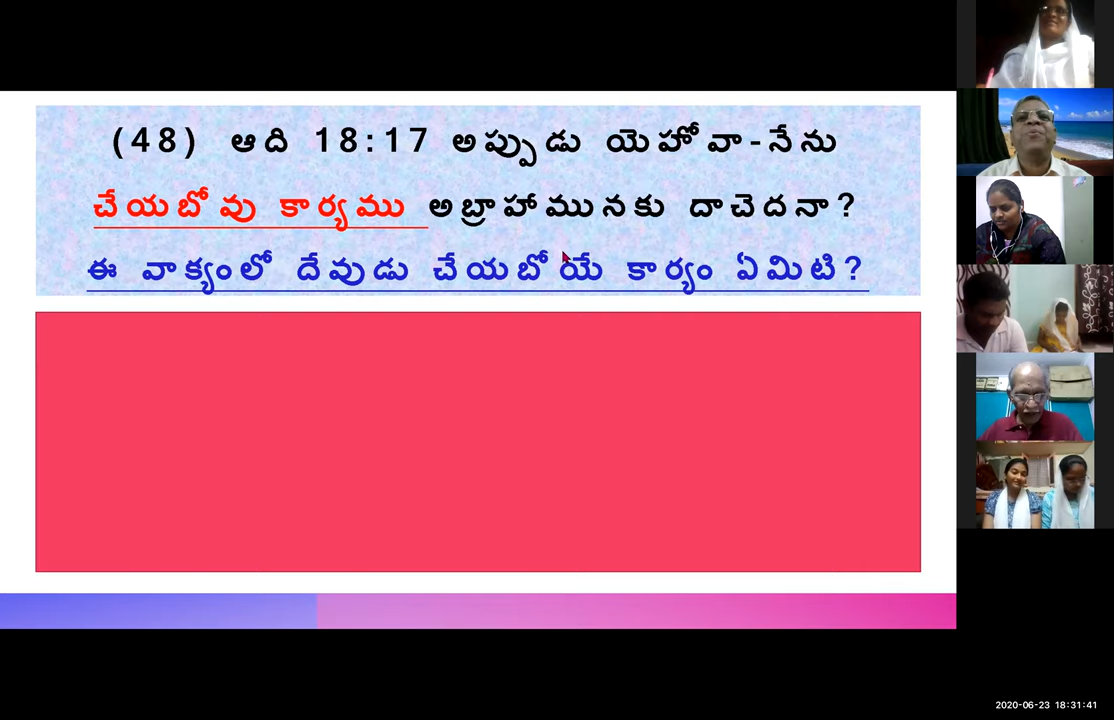 (48) ఆది 18:17 అప్పుడు యెహోవా-నేను
చేయబోవు కార్యము అబ్రాహామునకు దాచెదనా?
ఈ వాక్యంలో దేవుడు చేయబోయే కార్యం ఏమిటి?
2020-06-23 18:31:41